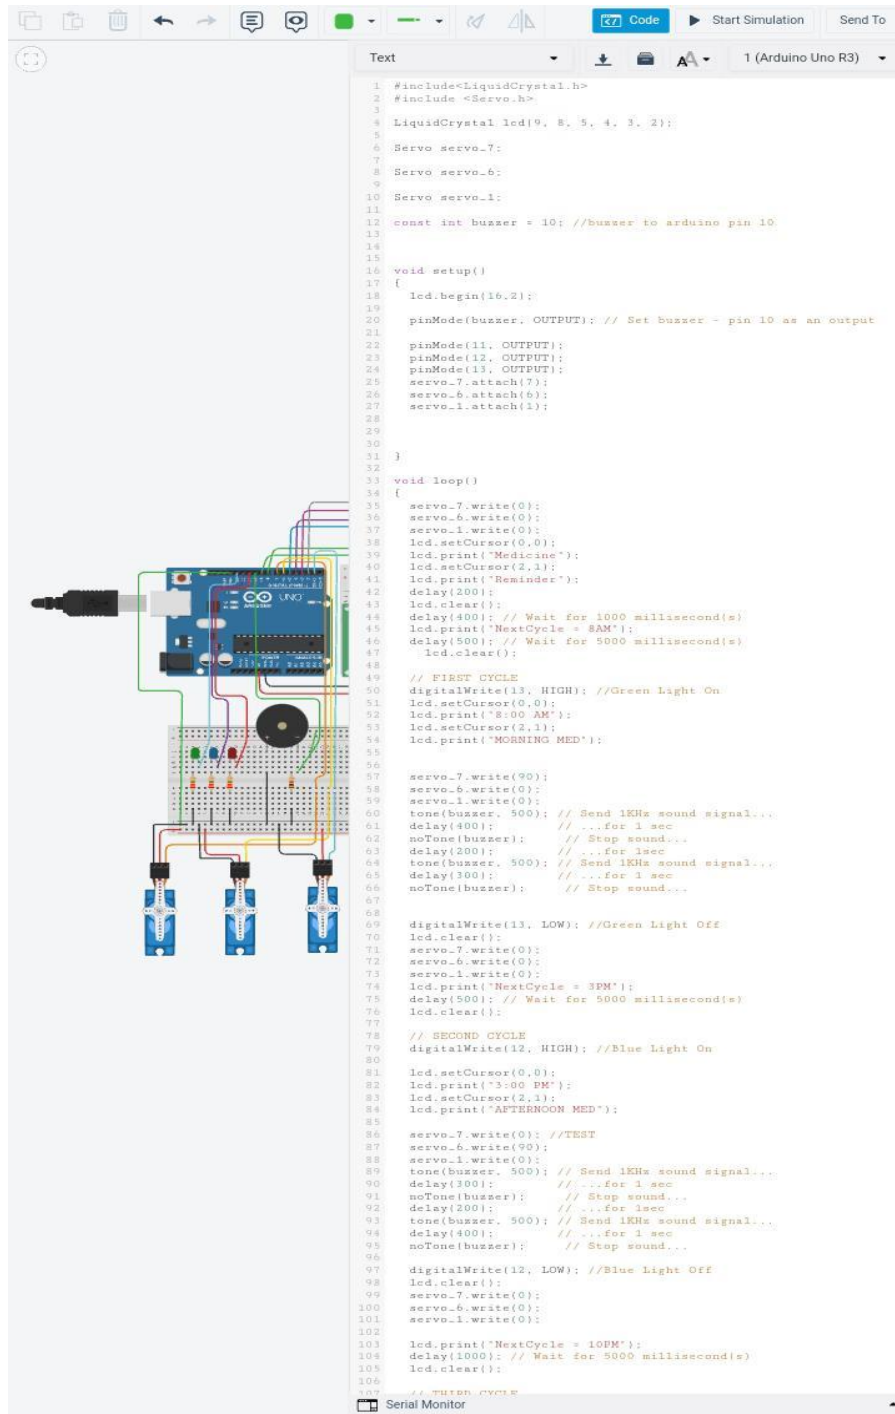 Code
Start Simulation
Send To
Text
1 (Arduino Uno R3)
1 #include<LiquidCrystal.h>
2 #include <Servo.h>
3
4 LiquidCrystal lcd(9, 8, 5, 4, 3, 2);
5
6 Servo servo_7;
7
8 Servo servo_6;
9
10 Servo servo_1;
11
12 const int buzzer = 10; //buzzer to arduino pin 10
13
14
15
16 void setup()
17 {
18 lcd.begin(16,2);
19
20 pinMode(buzzer, OUTPUT); // Set buzzer - pin 10 as an output
21
22 pinMode(11, OUTPUT);
23 pinMode(12, OUTPUT);
24 pinMode(13, OUTPUT);
25 servo_7.attach(7);
26 servo_6.attach(6);
27 servo_1.attach(1);
28
29
30
31 }
32
33 void loop()
34 {
35 servo_7.write(0);
36 servo_6.write(0);
37 servo_1.write(0);
38 lcd.setCursor(0,0);
39 lcd.print("Medicine");
40 lcd.setCursor(2,1);
41 lcd.print("Reminder");
42 delay(200);
43 lcd.clear();
44 delay(400); // Wait for 1000 millisecond(s)
45 lcd.print("NextCycle = 8AM");
46 delay(500); // Wait for 5000 millisecond(s)
47 lcd.clear();
48
49 // FIRST CYCLE
50 digitalWrite(13, HIGH); //Green Light On
51 lcd.setCursor(0,0);
52 lcd.print("8:00 AM");
53 lcd.setCursor(2,1);
54 lcd.print("MORNING MED");
55
56
57 servo_7.write(90);
58 servo_6.write(0);
59 servo_1.write(0);
60 tone(buzzer, 500); // Send 1KHz sound signal...
61 delay(400); // ...for 1 sec
62 noTone(buzzer); // Stop sound...
63 delay(200); // ...for 1sec
64 tone(buzzer, 500); // Send 1KHz sound signal...
65 delay(300); // ...for 1 sec
66 noTone(buzzer); // Stop sound...
67
68
69 digitalWrite(13, LOW); //Green Light Off
70 lcd.clear();
71 servo_7.write(0);
72 servo_6.write(0);
73 servo_1.write(0);
74 lcd.print("NextCycle = 3PM");
75 delay(500); // Wait for 5000 millisecond(s)
76 lcd.clear();
77
78 // SECOND CYCLE
79 digitalWrite(12, HIGH); //Blue Light On
80
81 lcd.setCursor(0,0);
82 lcd.print("3:00 PM");
83 lcd.setCursor(2,1);
84 lcd.print("AFTERNOON MED");
85
86 servo_7.write(0); //TEST
87 servo_6.write(90);
88 servo_1.write(0);
89 tone(buzzer, 500); // Send 1KHz sound signal...
90 delay(300); // ...for 1 sec
91 noTone(buzzer); // Stop sound...
92 delay(200); // ...for 1sec
93 tone(buzzer, 500); // Send 1KHz sound signal...
94 delay(400); // ...for 1 sec
95 noTone(buzzer); // Stop sound...
96
97 digitalWrite(12, LOW); //Blue Light Off
98 lcd.clear();
99 servo_7.write(0);
100 servo_6.write(0);
101 servo_1.write(0);
102
103 lcd.print("NextCycle = 10PM");
104 delay(1000); // Wait for 5000 millisecond(s)
105 lcd.clear();
106
107 // THIRD CYCLE
Serial Monitor
UNO